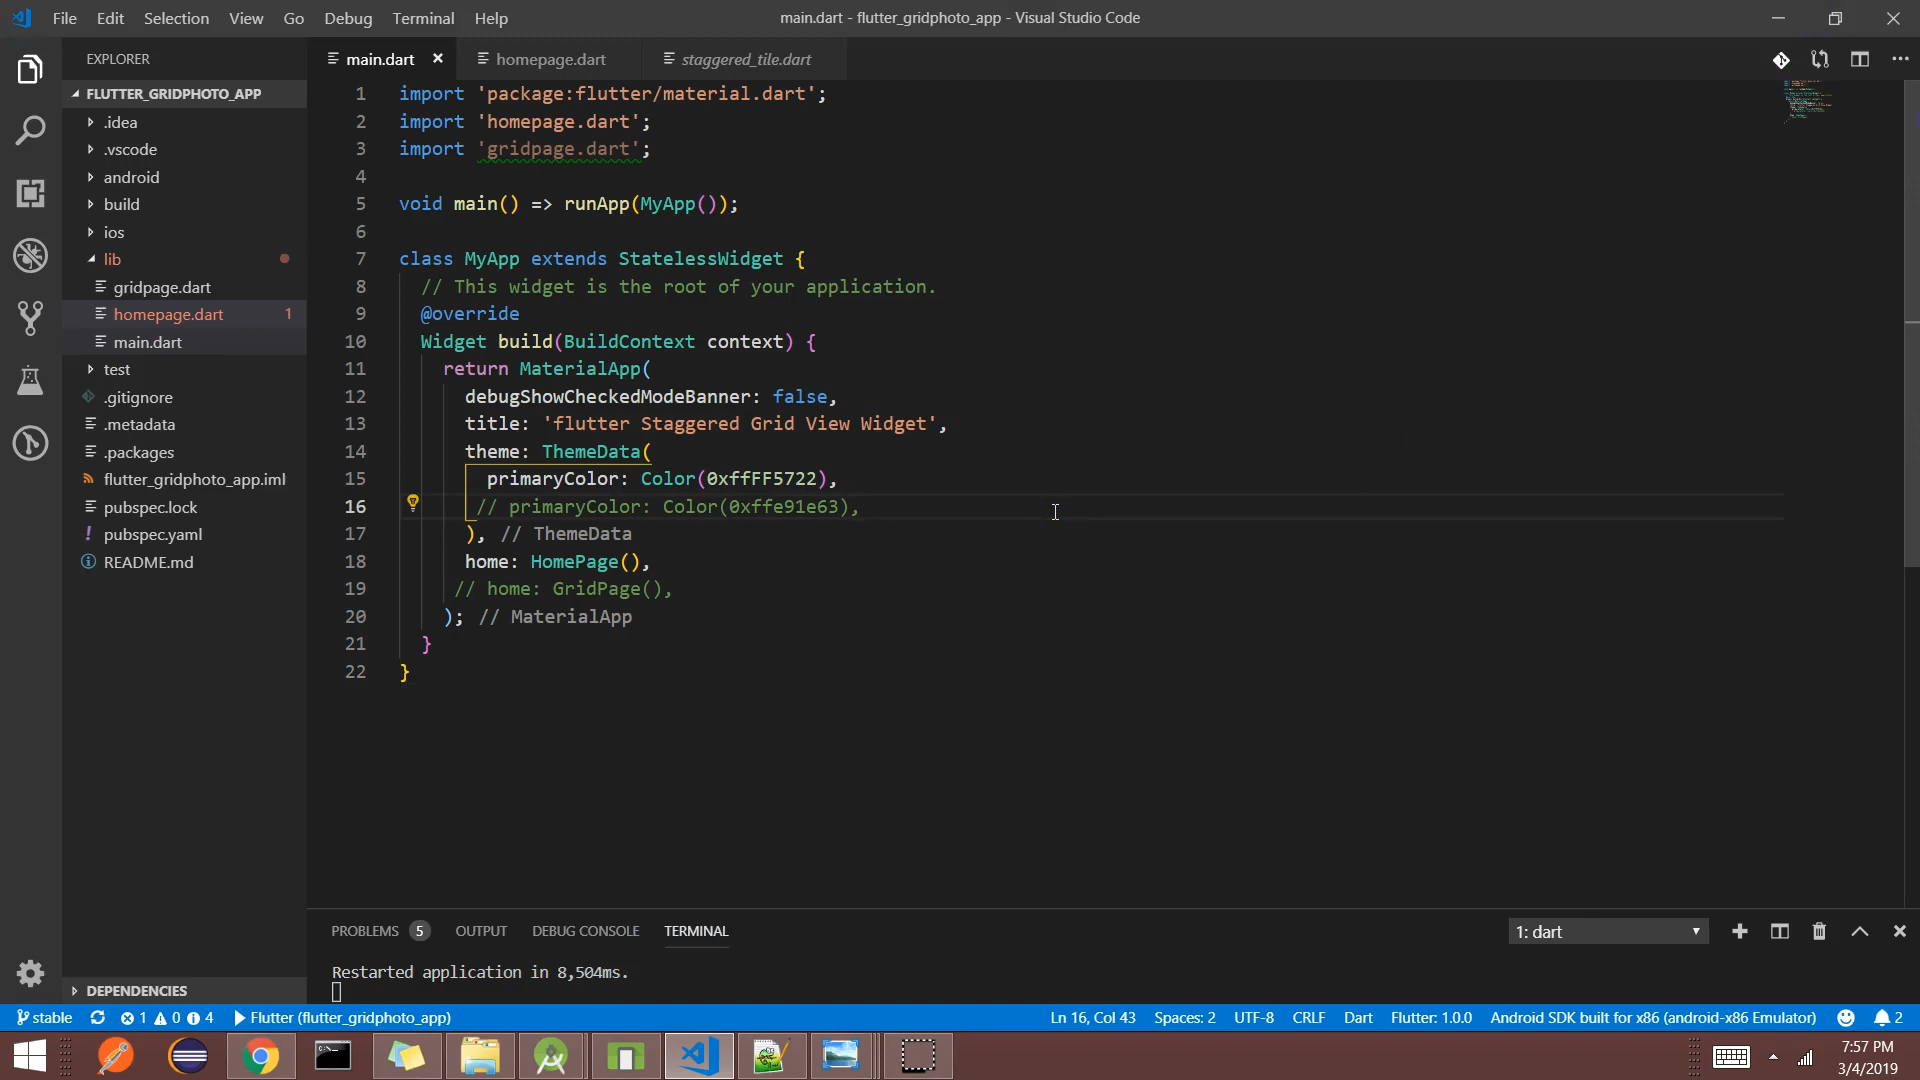 File Edit Selection View Go Debug Terminal Help
main.dart - flutter_gridphoto_app - Visual Studio Code
EXPLORER
FLUTTER_GRIDPHOTO_APP
.idea
.vscode
android
build
ios
lib
gridpage.dart
homepage.dart 1
main.dart
test
.gitignore
.metadata
.packages
flutter_gridphoto_app.iml
pubspec.lock
! pubspec.yaml
README.md
DEPENDENCIES
main.dart × homepage.dart staggered_tile.dart
1 import 'package:flutter/material.dart';
2 import 'homepage.dart';
3 import 'gridpage.dart';
4
5 void main() => runApp(MyApp());
6
7 class MyApp extends StatelessWidget {
8 // This widget is the root of your application.
9 @override
10 Widget build(BuildContext context) {
11 return MaterialApp(
12 debugShowCheckedModeBanner: false,
13 title: 'flutter Staggered Grid View Widget',
14 theme: ThemeData(
15 primaryColor: Color(0xffFF5722),
16 // primaryColor: Color(0xffe91e63),
17 ), // ThemeData
18 home: HomePage(),
19 // home: GridPage(),
20 ); // MaterialApp
21 }
22 }
PROBLEMS 5 OUTPUT DEBUG CONSOLE TERMINAL
1: dart
Restarted application in 8,504ms.
stable 1 0 4 Flutter (flutter_gridphoto_app)
Ln 16, Col 43 Spaces: 2 UTF-8 CRLF Dart Flutter: 1.0.0 Android SDK built for x86 (android-x86 Emulator) 2
7:57 PM
3/4/2019